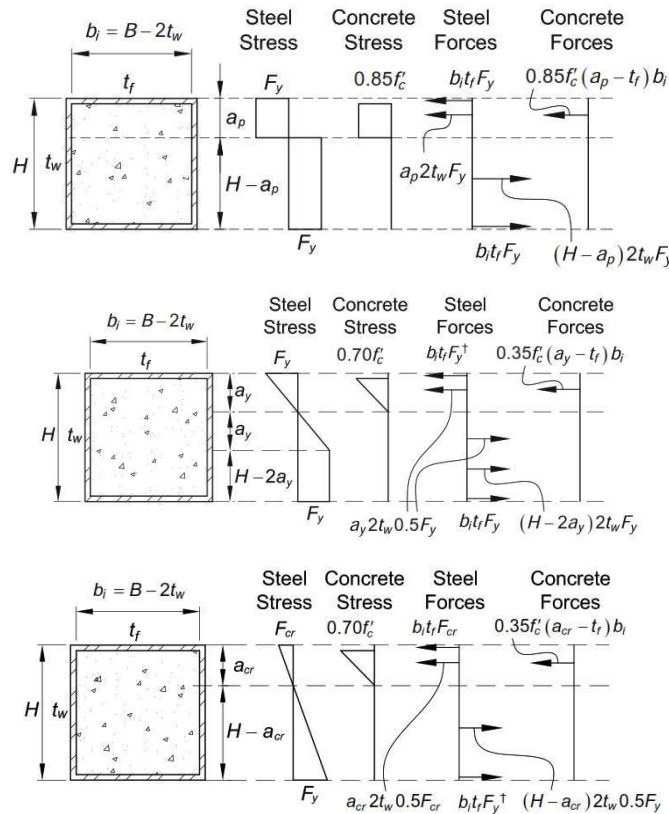 b_i = B – 2t_w
Steel Stress
Concrete Stress
Steel Forces
Concrete Forces
t_f
F_y
0.85f'_c
b_i t_f F_y
0.85f'_c(a_p – t_f)b_i
a_p
H
t_w
H – a_p
a_p 2t_w F_y
F_y
b_i t_f F_y
(H – a_p)2t_w F_y
b_i = B – 2t_w
Steel Stress
Concrete Stress
Steel Forces
Concrete Forces
t_f
F_y
0.70f'_c
b_i t_f F_y†
0.35f'_c(a_y – t_f)b_i
a_y
H
t_w
a_y
H – 2a_y
F_y
a_y 2t_w 0.5F_y
b_i t_f F_y
(H – 2a_y)2t_w F_y
b_i = B – 2t_w
Steel Stress
Concrete Stress
Steel Forces
Concrete Forces
t_f
F_cr
0.70f'_c
b_i t_f F_cr
0.35f'_c(a_cr – t_f)b_i
a_cr
H
t_w
H – a_cr
F_y
a_cr 2t_w 0.5F_cr
b_i t_f F_y†
(H – a_cr)2t_w 0.5F_y